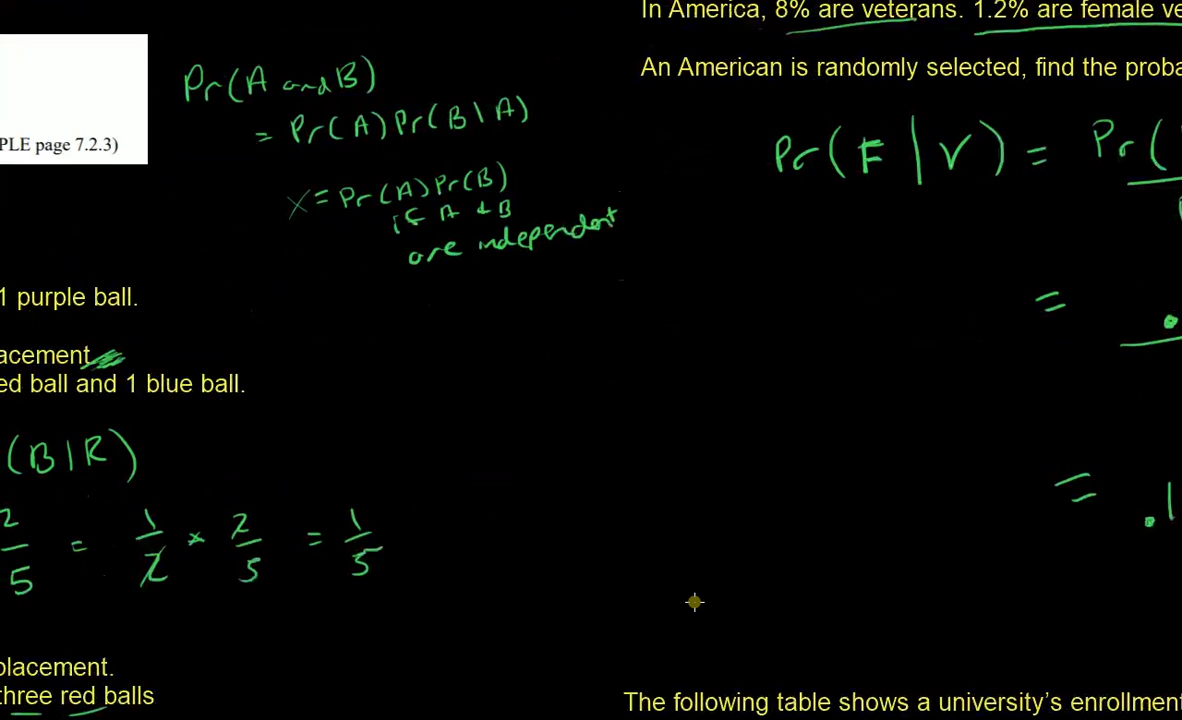 PLE page 7.2.3)
Pr(A and B)
= Pr(A)Pr(B|A)
= Pr(A)Pr(B)
if A & B
are independent
1 purple ball.
acement
ed ball and 1 blue ball.
(B|R)
2/5 = 1/2 * 2/5 = 1/5
placement.
three red balls
In America, 8% are veterans. 1.2% are female ve
An American is randomly selected, find the proba
Pr(F|V) = Pr(
= .
= .1
The following table shows a university's enrollment